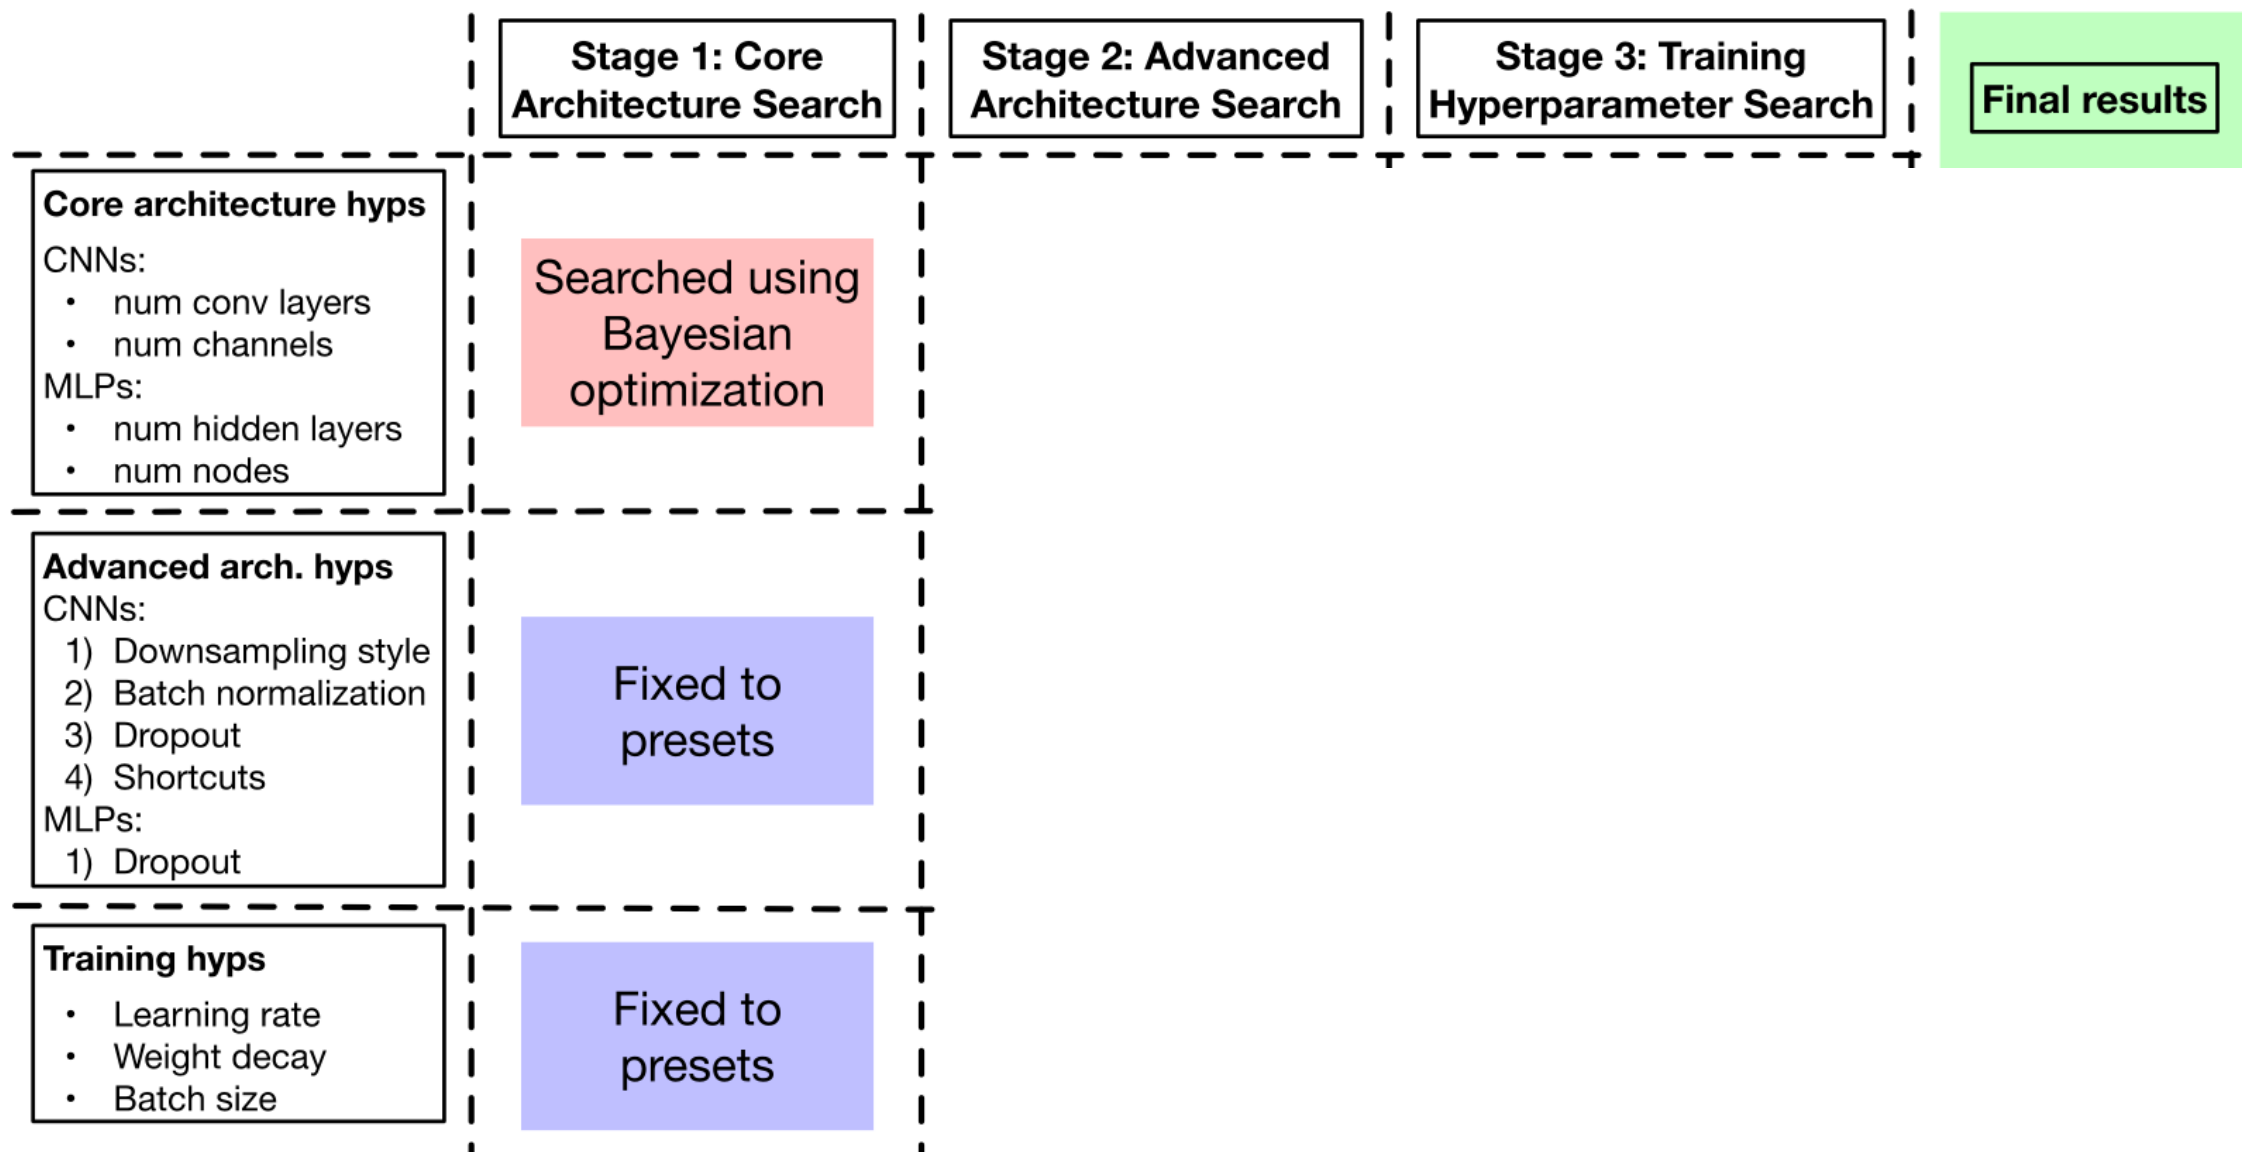 Stage 1: Core
Architecture Search
Stage 2: Advanced
Architecture Search
Stage 3: Training
Hyperparameter Search
Final results
Core architecture hyps
CNNs:
• num conv layers
• num channels
MLPs:
• num hidden layers
• num nodes
Searched using
Bayesian
optimization
Advanced arch. hyps
CNNs:
1) Downsampling style
2) Batch normalization
3) Dropout
4) Shortcuts
MLPs:
1) Dropout
Fixed to
presets
Training hyps
• Learning rate
• Weight decay
• Batch size
Fixed to
presets